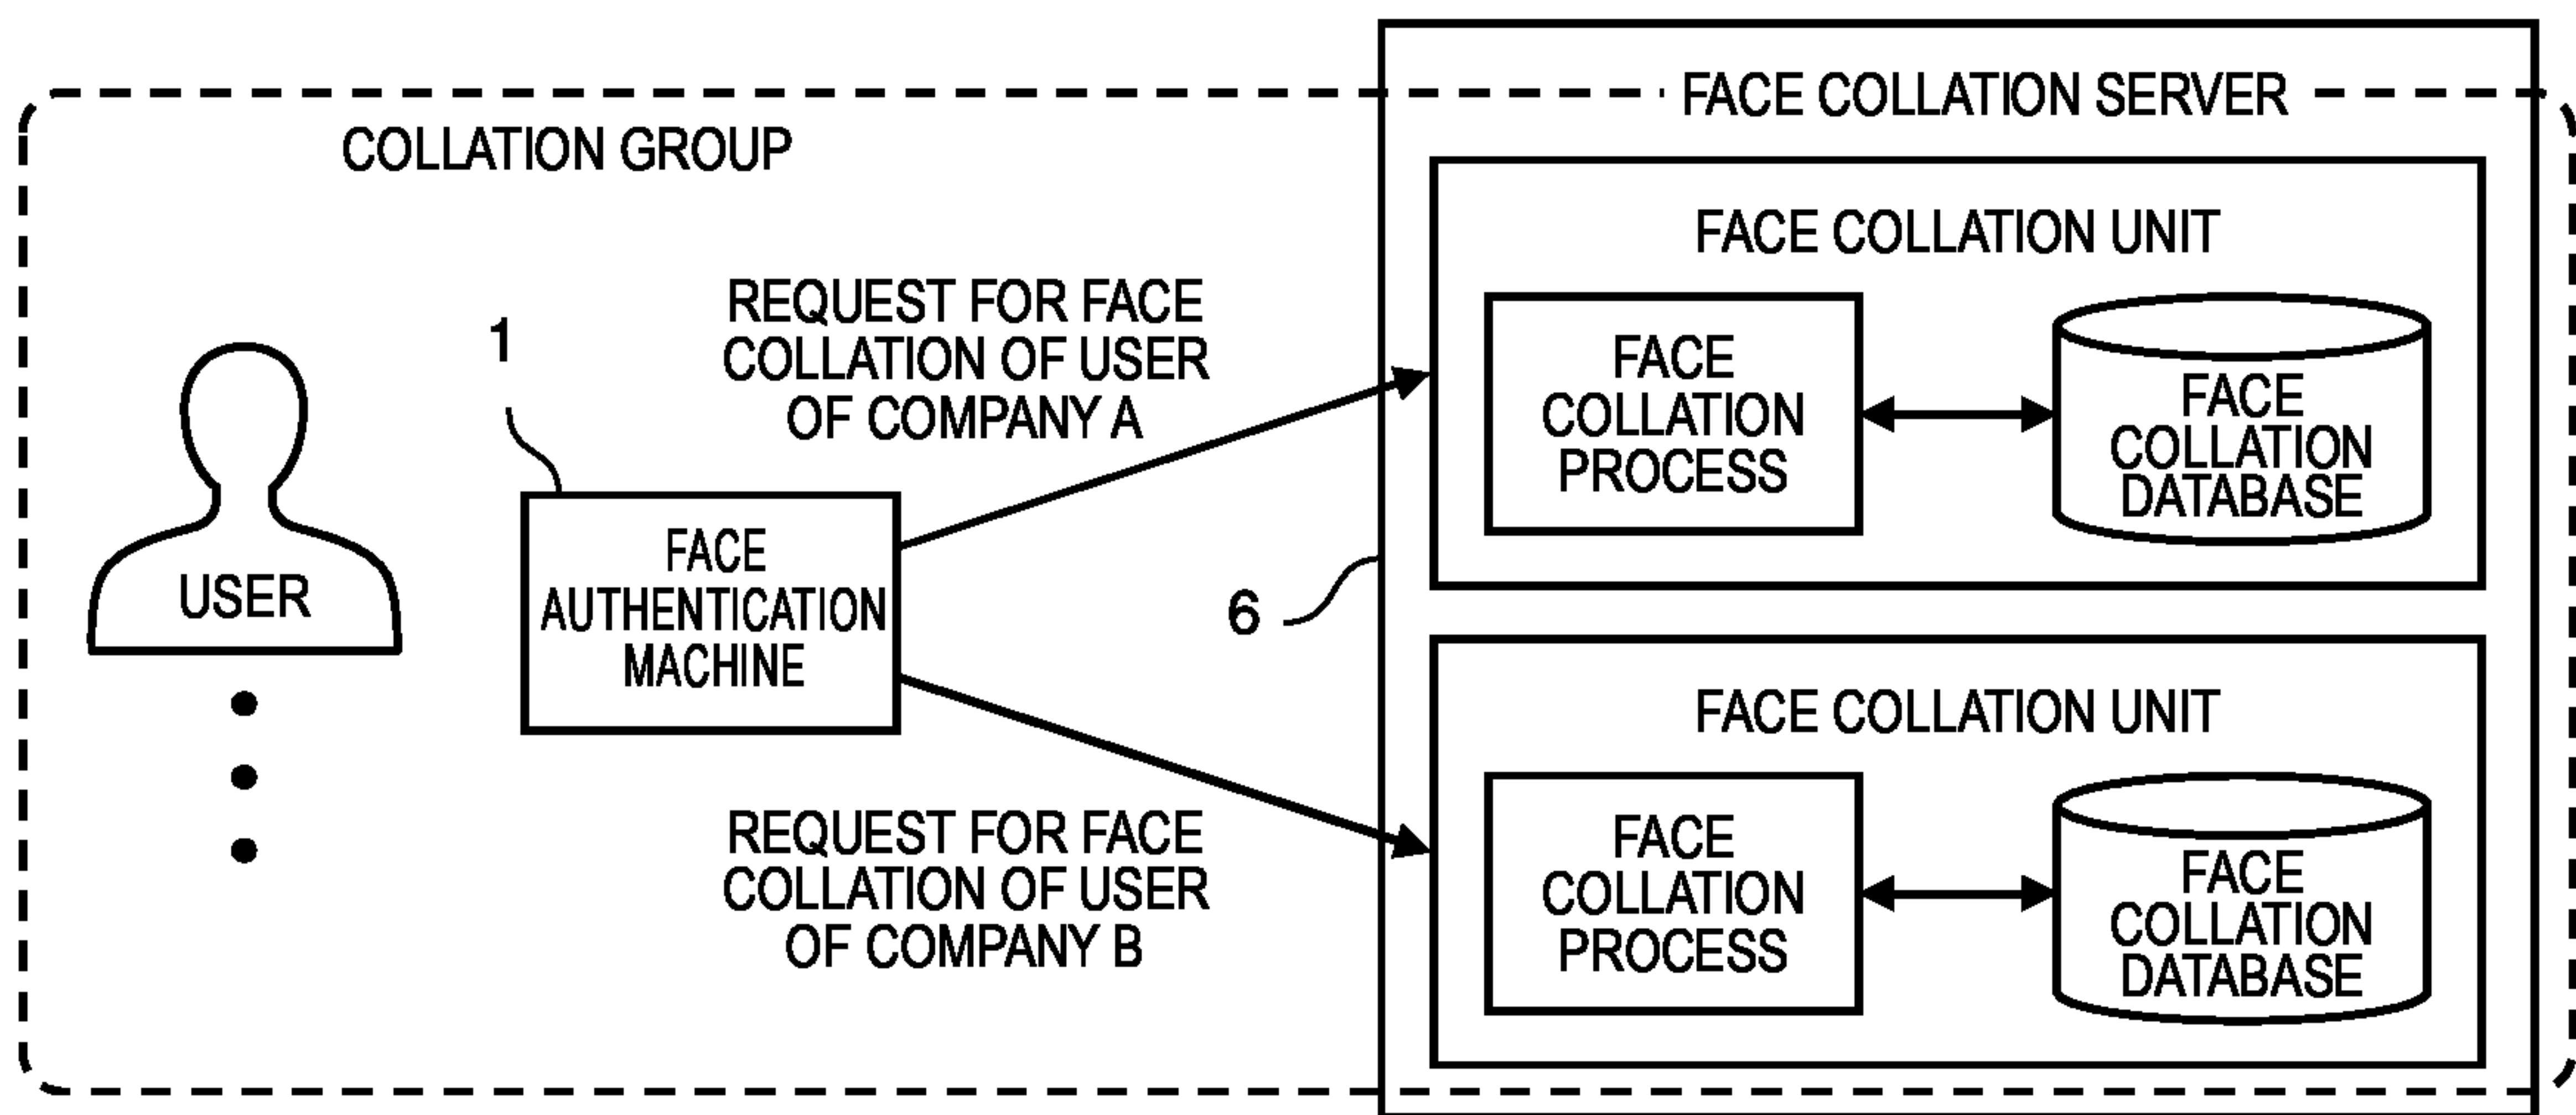 FACE COLLATION SERVER
COLLATION GROUP
FACE COLLATION UNIT
REQUEST FOR FACE
COLLATION OF USER
OF COMPANY A
1
FACE
COLLATION
PROCESS
FACE
COLLATION
DATABASE
USER
FACE
AUTHENTICATION
MACHINE
6
FACE COLLATION UNIT
REQUEST FOR FACE
COLLATION OF USER
OF COMPANY B
FACE
COLLATION
PROCESS
FACE
COLLATION
DATABASE